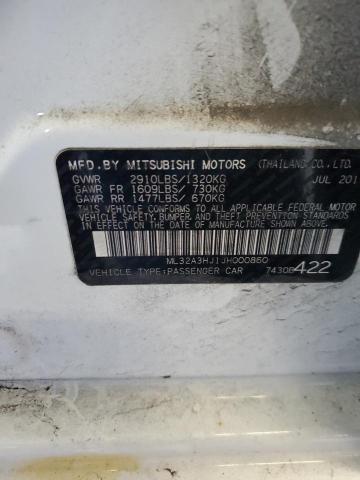 MFD.BY MITSUBISHI MOTORS (THAILAND) CO., LTD.
GVWR 2910LBS/1320KG JUL 201
GAWR FR 1609LBS/ 730KG
GAWR RR 1477LBS/ 670KG
THIS VEHICLE CONFORMS TO ALL APPLICABLE FEDERAL MOTOR
VEHICLE SAFETY, BUMPER, AND THEFT PREVENTION STANDARDS
IN EFFECT ON THE DATE OF MANUFACTURE SHOWN ABOVE.
ML32A3HJ1JH000860
VEHICLE TYPE:PASSENGER CAR 7430B422